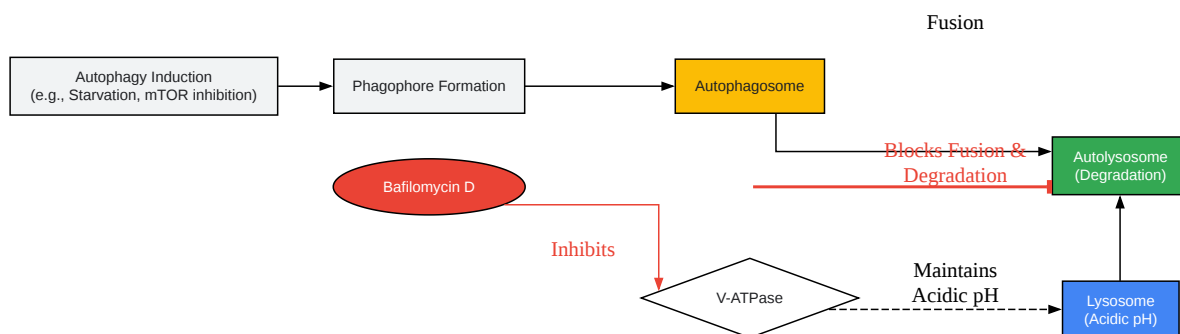 Fusion
Autophagy Induction
(e.g., Starvation, mTOR inhibition)
Phagophore Formation
Autophagosome
Blocks Fusion &
Degradation
Autolysosome
(Degradation)
Bafilomycin D
Inhibits
V-ATPase
Maintains
Acidic pH
Lysosome
(Acidic pH)